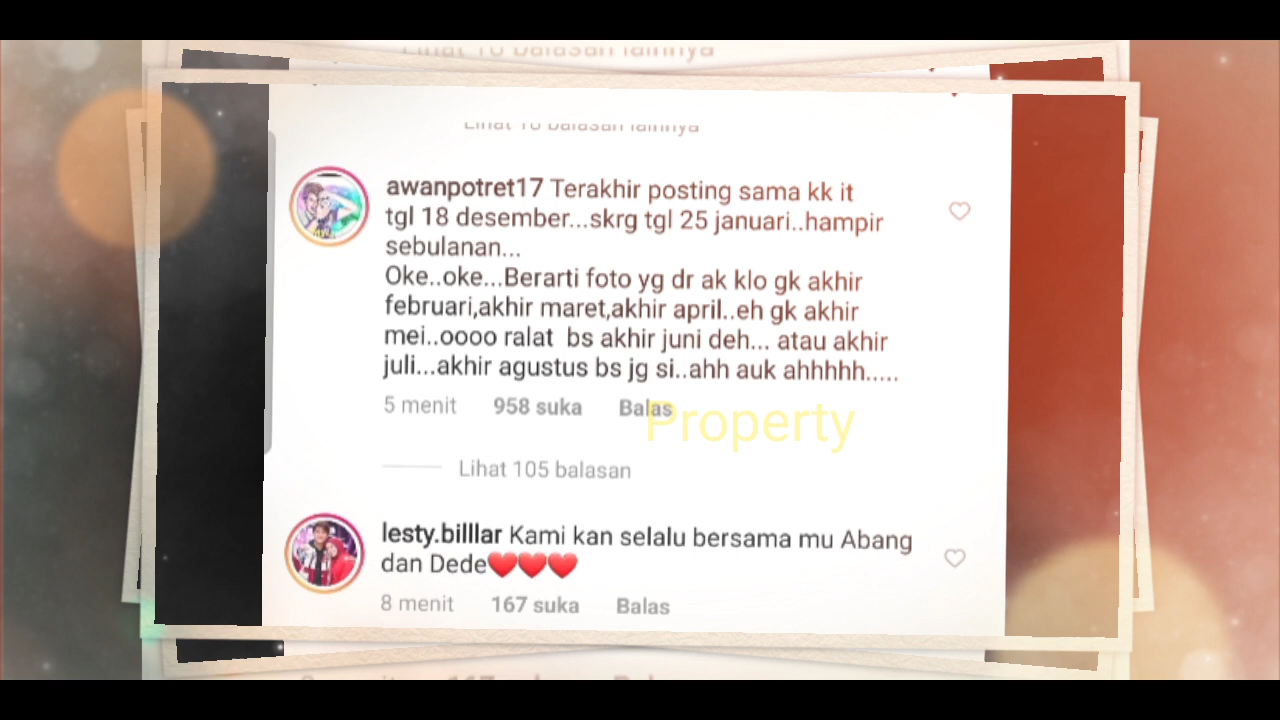 Lihat 10 balasan lainnya
Lihat 10 balasan lainnya
awanpotret17 Terakhir posting sama kk it
tgl 18 desember...skrg tgl 25 januari..hampir
sebulanan...
Oke..oke...Berarti foto yg dr ak klo gk akhir
februari,akhir maret,akhir april..eh gk akhir
mei..oooo ralat bs akhir juni deh... atau akhir
juli...akhir agustus bs jg si..ahh auk ahhhhh.....
5 menit 958 suka Balas
Property
Lihat 105 balasan
lesty.billlar Kami kan selalu bersama mu Abang
dan Dede❤️❤️❤️
8 menit 167 suka Balas